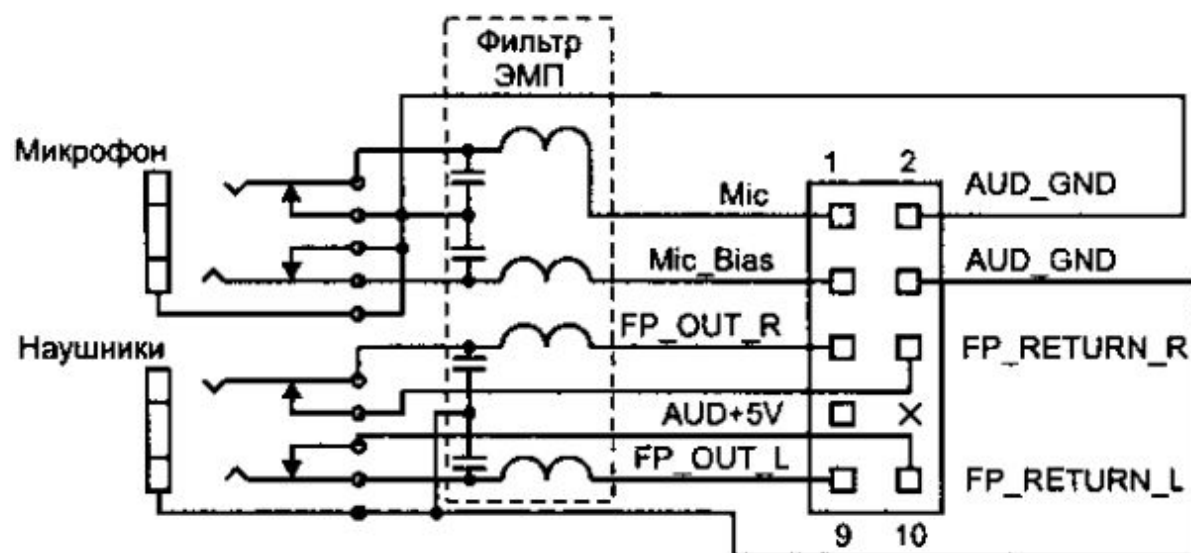 Фильтр
ЭМП
Микрофон
1 2
Mic
AUD_GND
Mic_Bias
AUD_GND
Наушники
FP_OUT_R
FP_RETURN_R
AUD+5V
FP_OUT_L
FP_RETURN_L
9 10